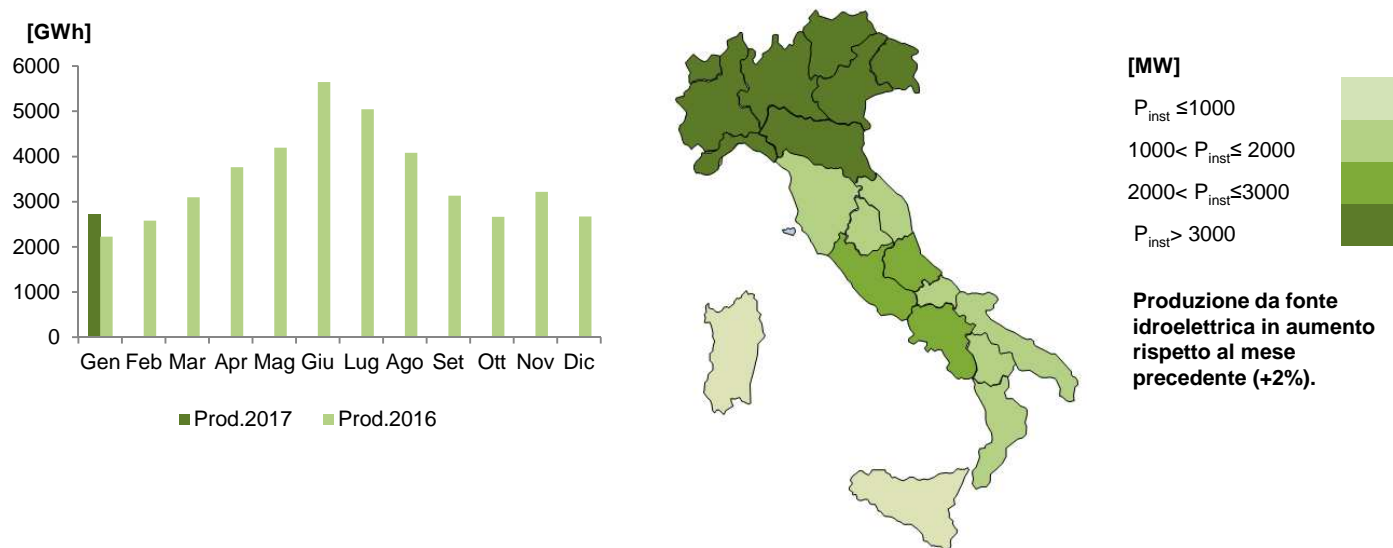 [GWh]
6000
5000
4000
3000
2000
1000
0
Gen Feb Mar Apr Mag Giu Lug Ago Set Ott Nov Dic
Prod.2017 Prod.2016
[MW]
Pinst ≤1000
1000< Pinst≤ 2000
2000< Pinst≤3000
Pinst> 3000
Produzione da fonte
idroelettrica in aumento
rispetto al mese
precedente (+2%).